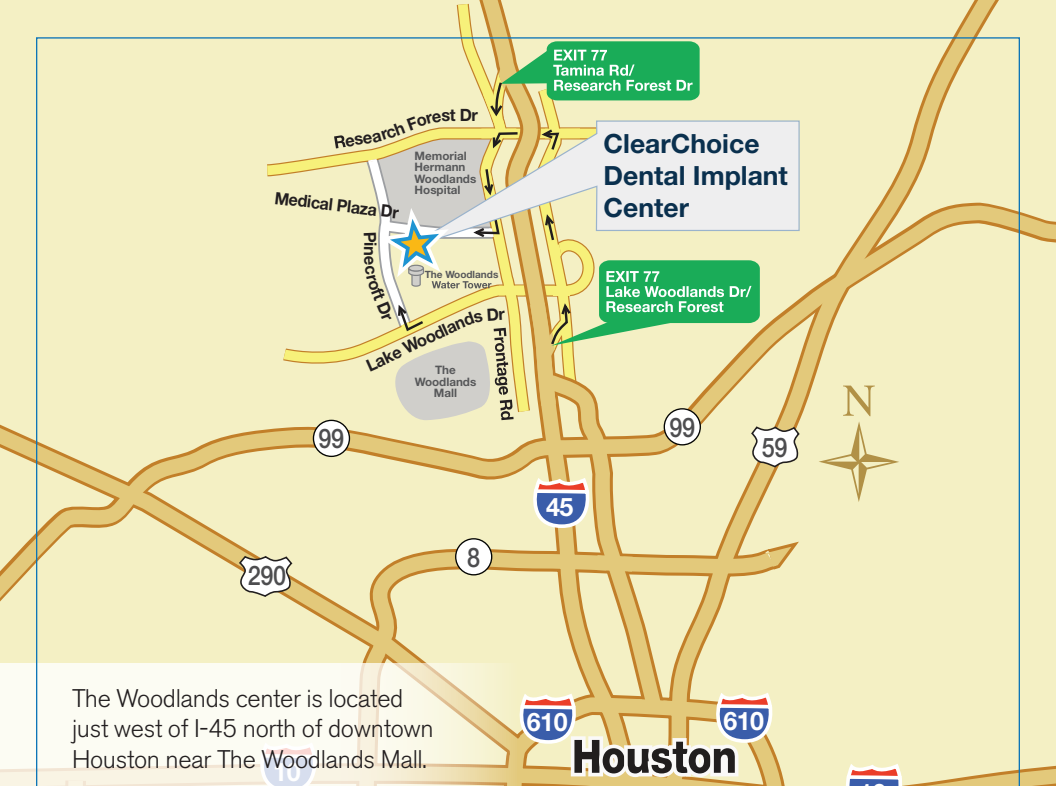 EXIT 77
Tamina Rd/
Research Forest Dr
Research Forest Dr
ClearChoice
Dental Implant
Center
Memorial
Hermann
Woodlands
Hospital
Medical Plaza Dr
Pinecroft Dr
The Woodlands
Water Tower
EXIT 77
Lake Woodlands Dr/
Research Forest
Lake Woodlands Dr
Frontage Rd
The
Woodlands
Mall
N
99
99
59
45
8
290
610
610
The Woodlands center is located
just west of I-45 north of downtown
Houston near The Woodlands Mall.
Houston
10